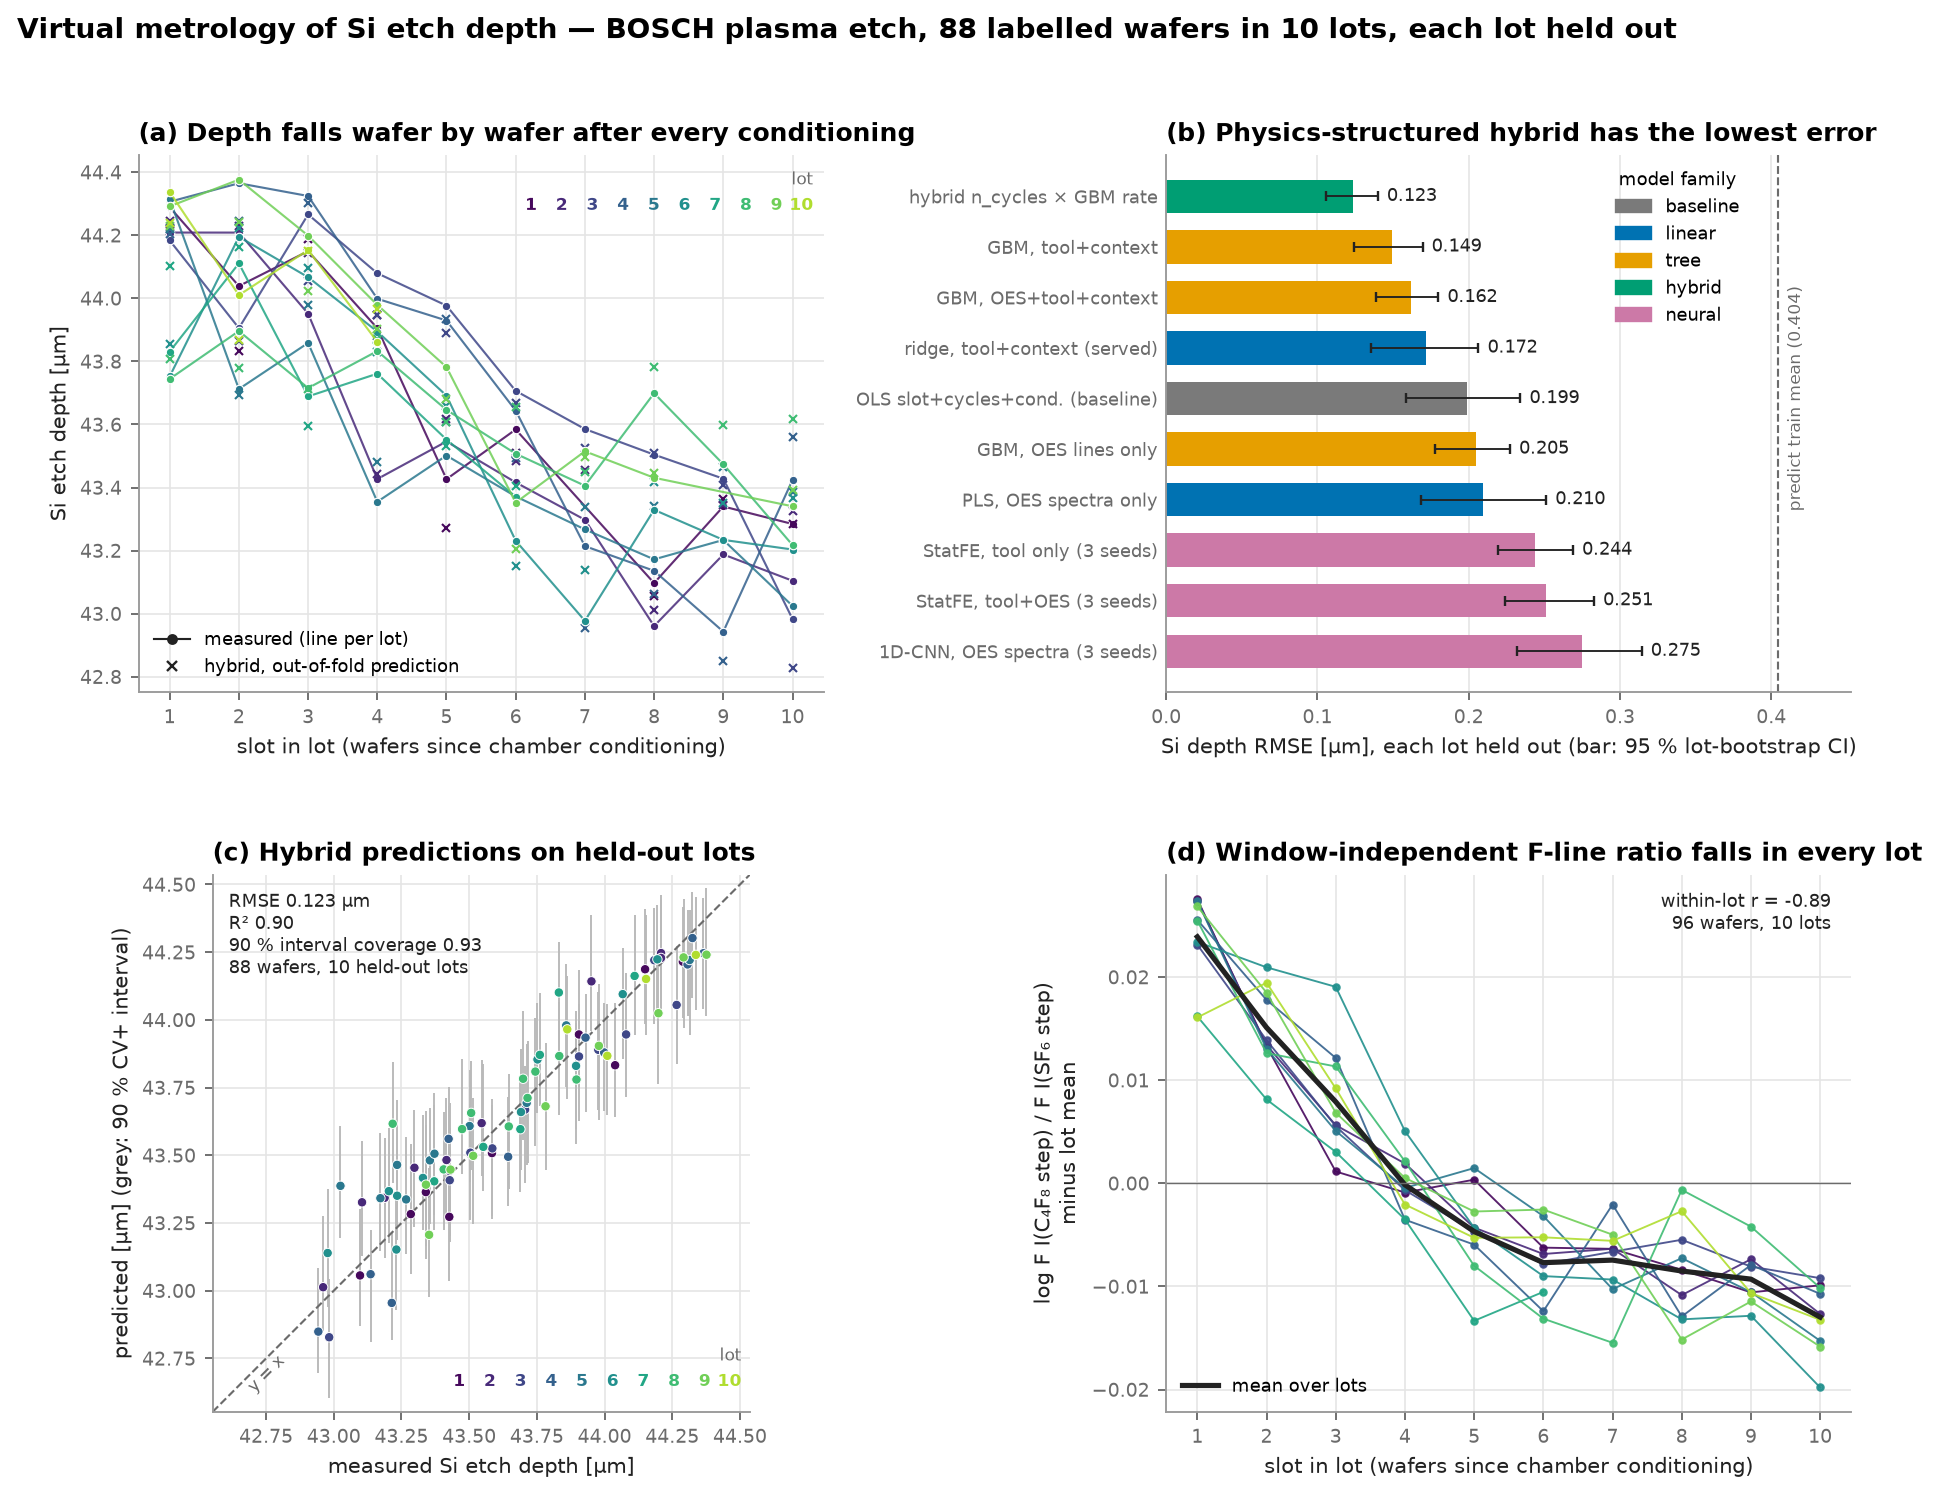 Virtual metrology of Si etch depth — BOSCH plasma etch, 88 labelled wafers in 10 lots, each lot held out
(a) Depth falls wafer by wafer after every conditioning
44.4
44.2
44.0
43.8
43.6
43.4
43.2
43.0
42.8
Si etch depth [µm]
lot
1 2 3 4 5 6 7 8 9 10
measured (line per lot)
hybrid, out-of-fold prediction
1 2 3 4 5 6 7 8 9 10
slot in lot (wafers since chamber conditioning)
(b) Physics-structured hybrid has the lowest error
hybrid n_cycles × GBM rate 0.123
GBM, tool+context 0.149
GBM, OES+tool+context 0.162
ridge, tool+context (served) 0.172
OLS slot+cycles+cond. (baseline) 0.199
GBM, OES lines only 0.205
PLS, OES spectra only 0.210
StatFE, tool only (3 seeds) 0.244
StatFE, tool+OES (3 seeds) 0.251
1D-CNN, OES spectra (3 seeds) 0.275
model family
baseline
linear
tree
hybrid
neural
predict train mean (0.404)
0.0 0.1 0.2 0.3 0.4
Si depth RMSE [µm], each lot held out (bar: 95 % lot-bootstrap CI)
(c) Hybrid predictions on held-out lots
44.50
44.25
44.00
43.75
43.50
43.25
43.00
42.75
predicted [µm] (grey: 90 % CV+ interval)
RMSE 0.123 µm
R² 0.90
90 % interval coverage 0.93
88 wafers, 10 held-out lots
y = x
lot
1 2 3 4 5 6 7 8 9 10
42.75 43.00 43.25 43.50 43.75 44.00 44.25 44.50
measured Si etch depth [µm]
(d) Window-independent F-line ratio falls in every lot
0.02
0.01
0.00
−0.01
−0.02
log F I(C₄F₈ step) / F I(SF₆ step)
minus lot mean
within-lot r = -0.89
96 wafers, 10 lots
mean over lots
1 2 3 4 5 6 7 8 9 10
slot in lot (wafers since chamber conditioning)